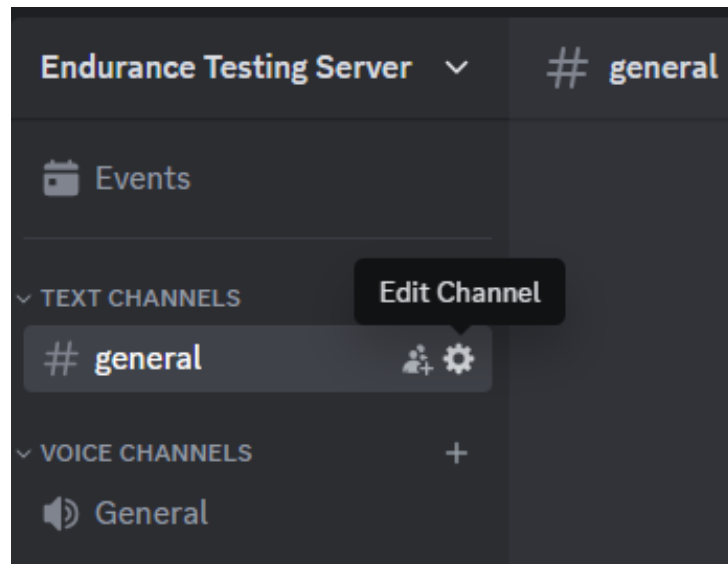 Endurance Testing Server
# general
Events
TEXT CHANNELS
Edit Channel
# general
VOICE CHANNELS
General